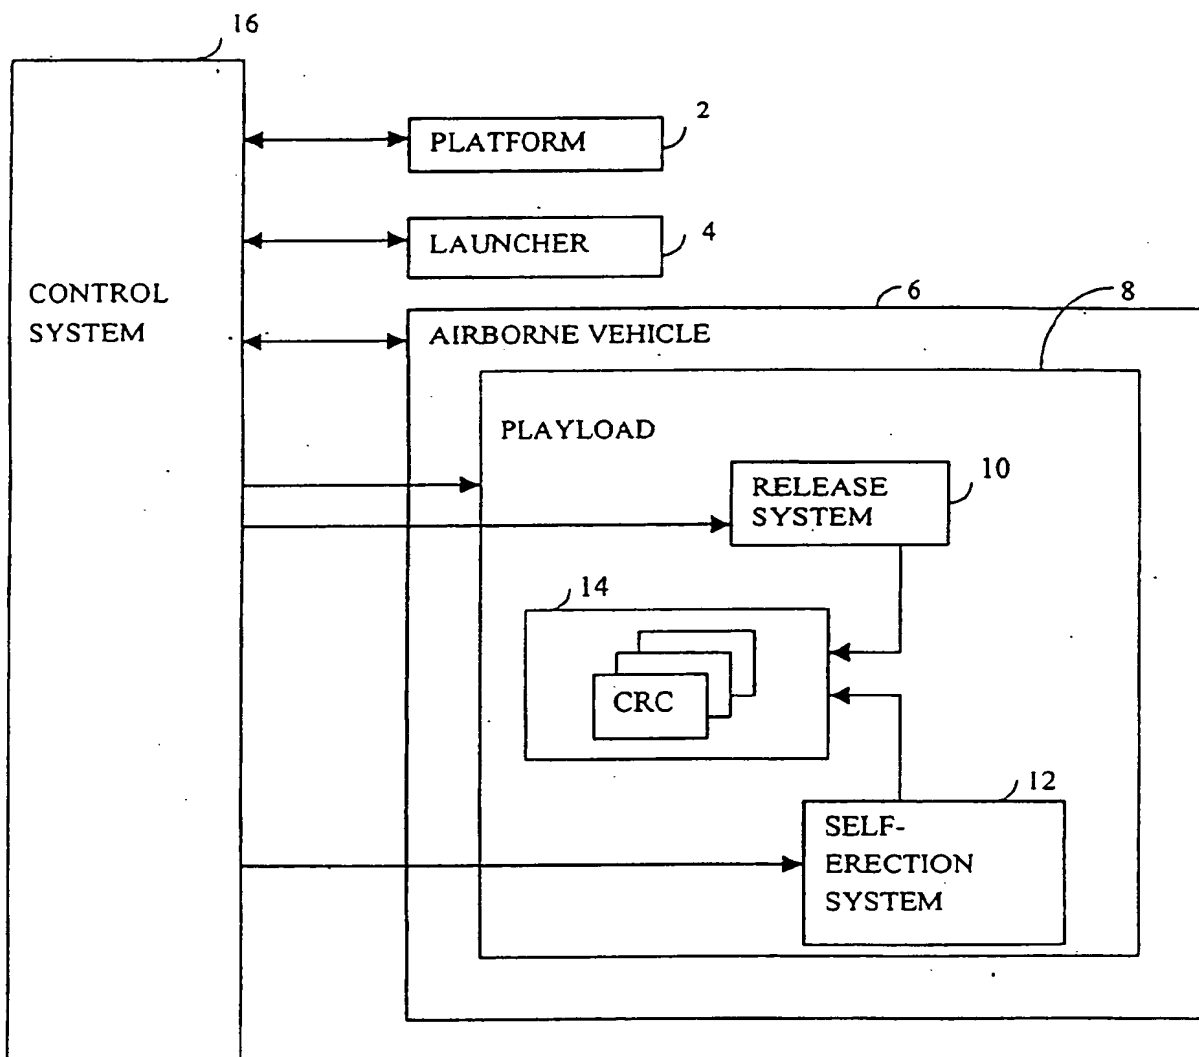 16
2
PLATFORM
4
LAUNCHER
CONTROL
SYSTEM
6
8
AIRBORNE VEHICLE
PLAYLOAD
RELEASE
SYSTEM
10
14
CRC
12
SELF-
ERECTION
SYSTEM